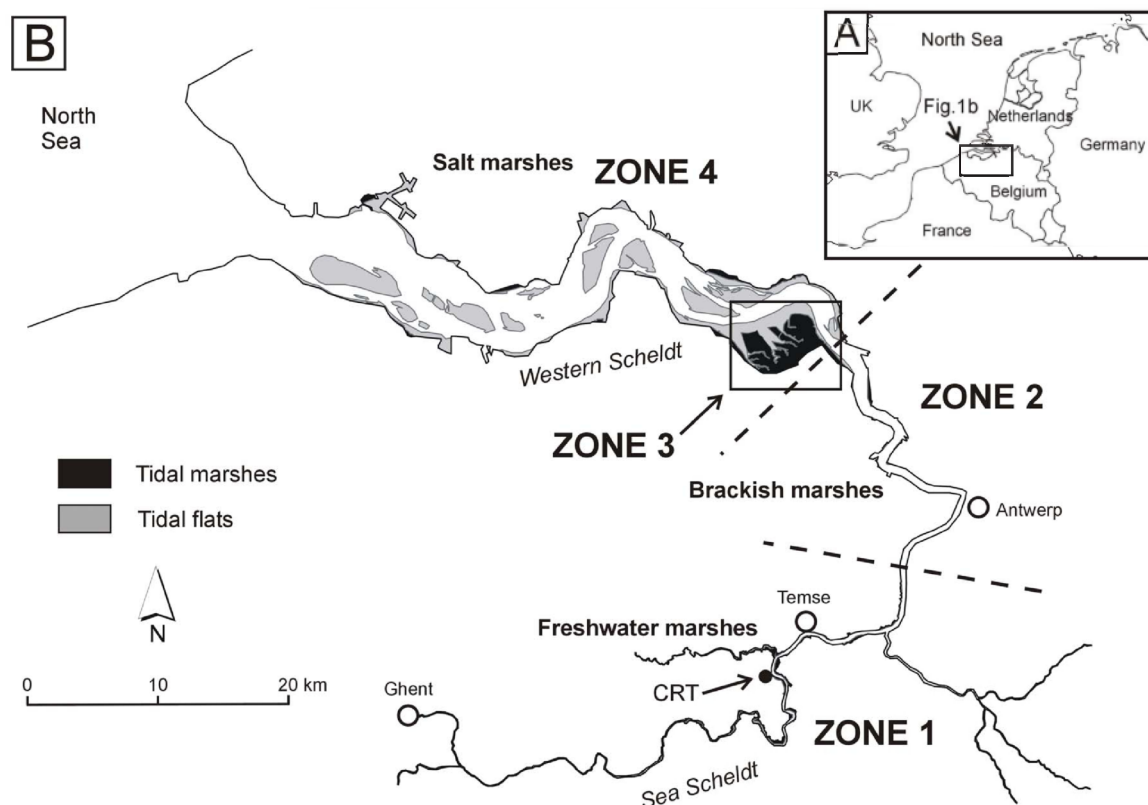 B
A
North Sea
UK
Fig.1b
Netherlands
Germany
Belgium
France
North
Sea
Salt marshes
ZONE 4
Western Scheldt
ZONE 2
ZONE 3
Tidal marshes
Tidal flats
Brackish marshes
Antwerp
N
Temse
Freshwater marshes
0 10 20 km
Ghent
CRT
ZONE 1
Sea Scheldt